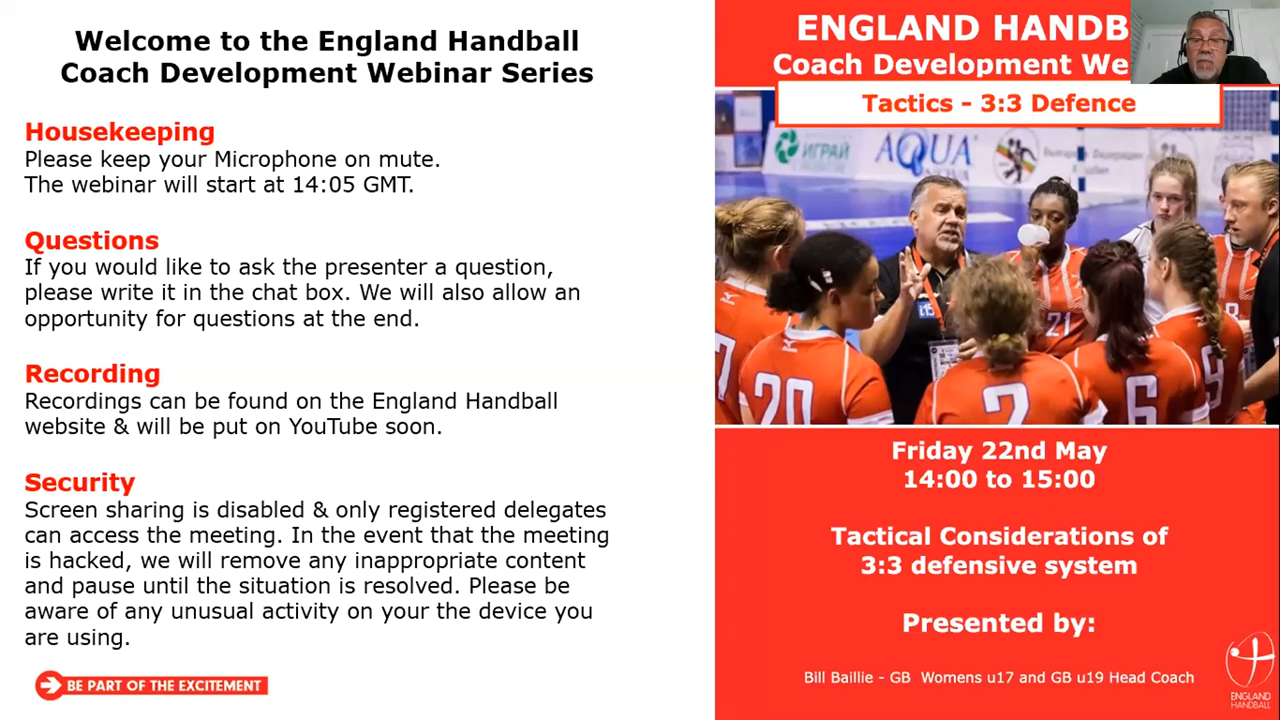 Welcome to the England Handball
Coach Development Webinar Series
Housekeeping
Please keep your Microphone on mute.
The webinar will start at 14:05 GMT.
Questions
If you would like to ask the presenter a question,
please write it in the chat box. We will also allow an
opportunity for questions at the end.
Recording
Recordings can be found on the England Handball
website & will be put on YouTube soon.
Security
Screen sharing is disabled & only registered delegates
can access the meeting. In the event that the meeting
is hacked, we will remove any inappropriate content
and pause until the situation is resolved. Please be
aware of any unusual activity on your the device you
are using.
BE PART OF THE EXCITEMENT
ENGLAND HANDB
Coach Development We
Tactics - 3:3 Defence
ИГРАЙ
AQUA
21
7
20
7
6
9
Friday 22nd May
14:00 to 15:00
Tactical Considerations of
3:3 defensive system
Presented by:
Bill Baillie - GB Womens u17 and GB u19 Head Coach
ENGLAND
HANDBALL